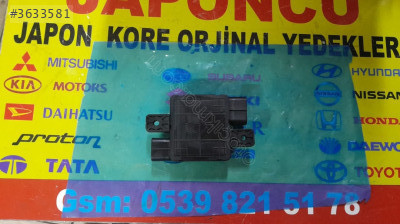 #3633581
JAPONCU
JAPON KORE ORJİNAL YEDEKLER
MITSUBISHI
SUBARU
HYUNDAI
KIA MOTORS
NISSAN
DAIHATSU
HONDA
proton
DAEWOO
TATA
TOYOTA
Gsm: 0539 821 51 78